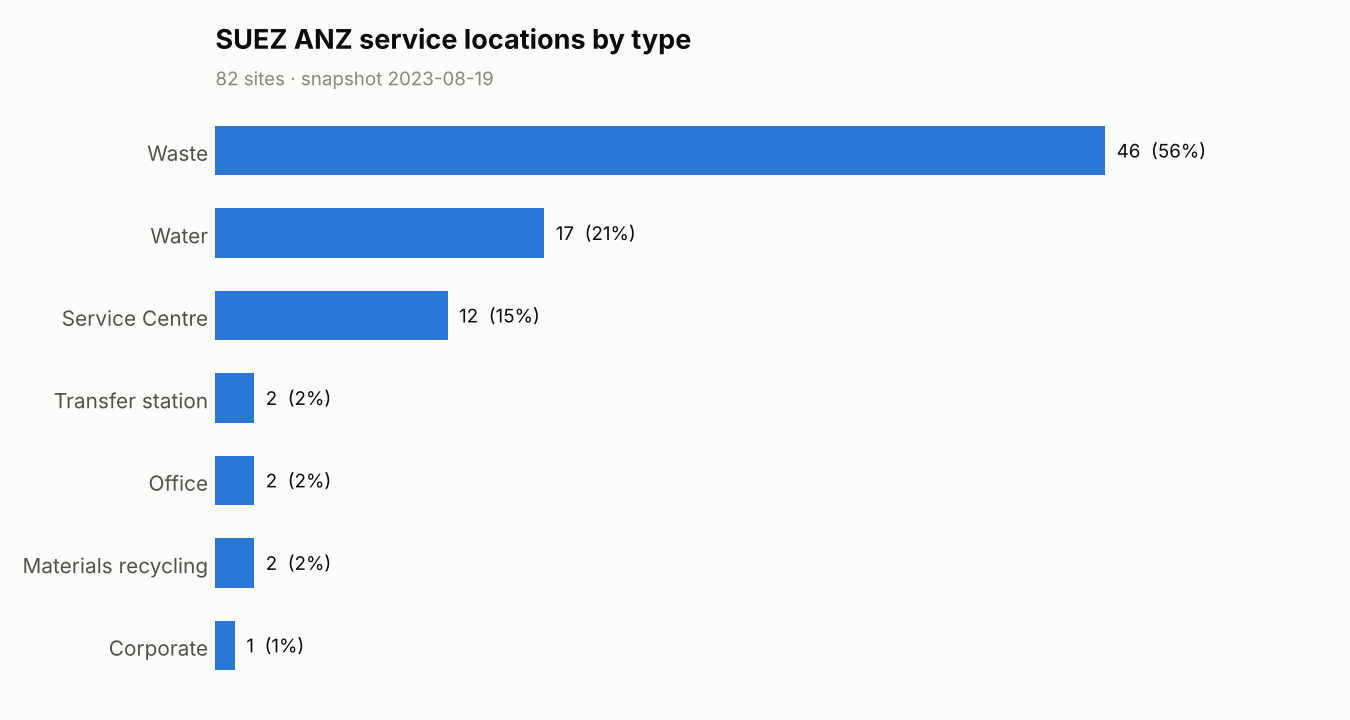 SUEZ ANZ service locations by type
82 sites · snapshot 2023-08-19
Waste 46 (56%)
Water 17 (21%)
Service Centre 12 (15%)
Transfer station 2 (2%)
Office 2 (2%)
Materials recycling 2 (2%)
Corporate 1 (1%)